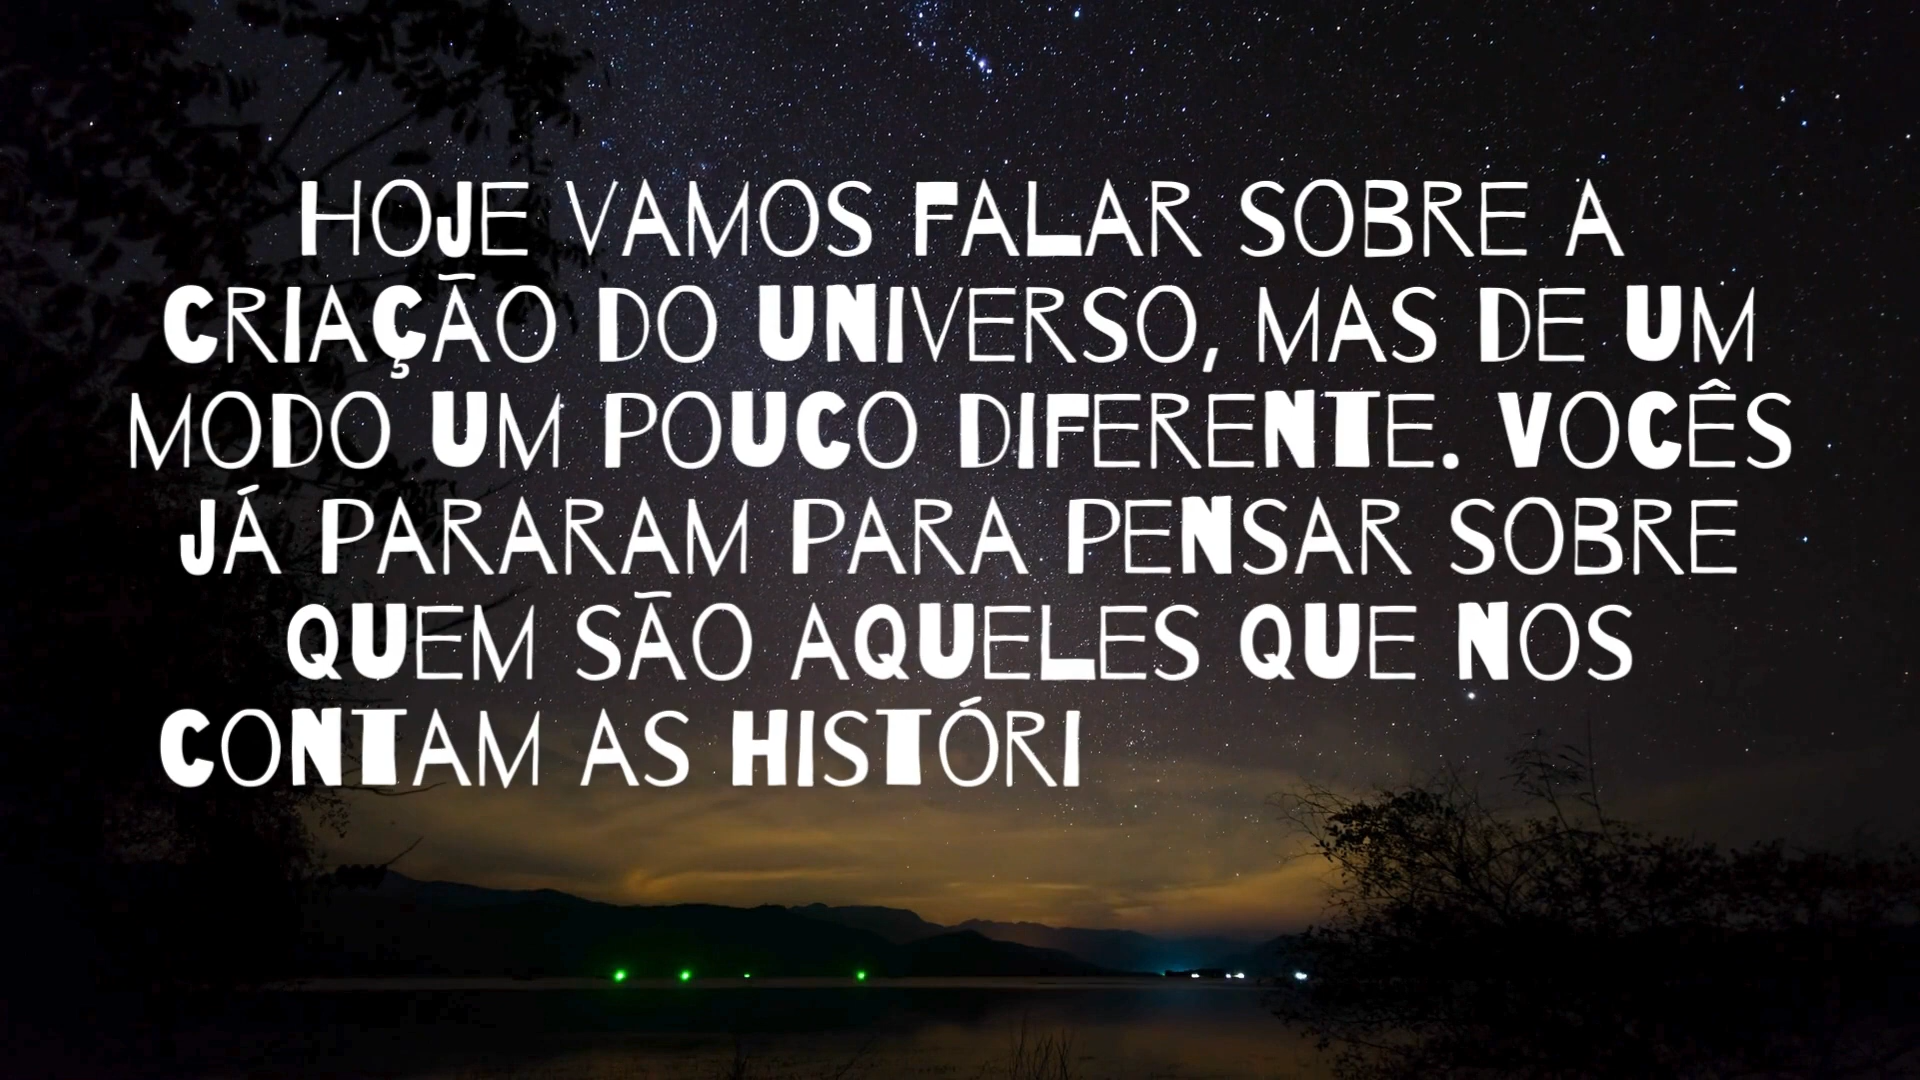 HOJE VAMOS FALAR SOBRE A
CRIAÇÃO DO UNIVERSO, MAS DE UM
MODO UM POUCO DIFERENTE. VOCÊS
JÁ PARARAM PARA PENSAR SOBRE
QUEM SÃO AQUELES QUE NOS
CONTAM AS HISTÓRI